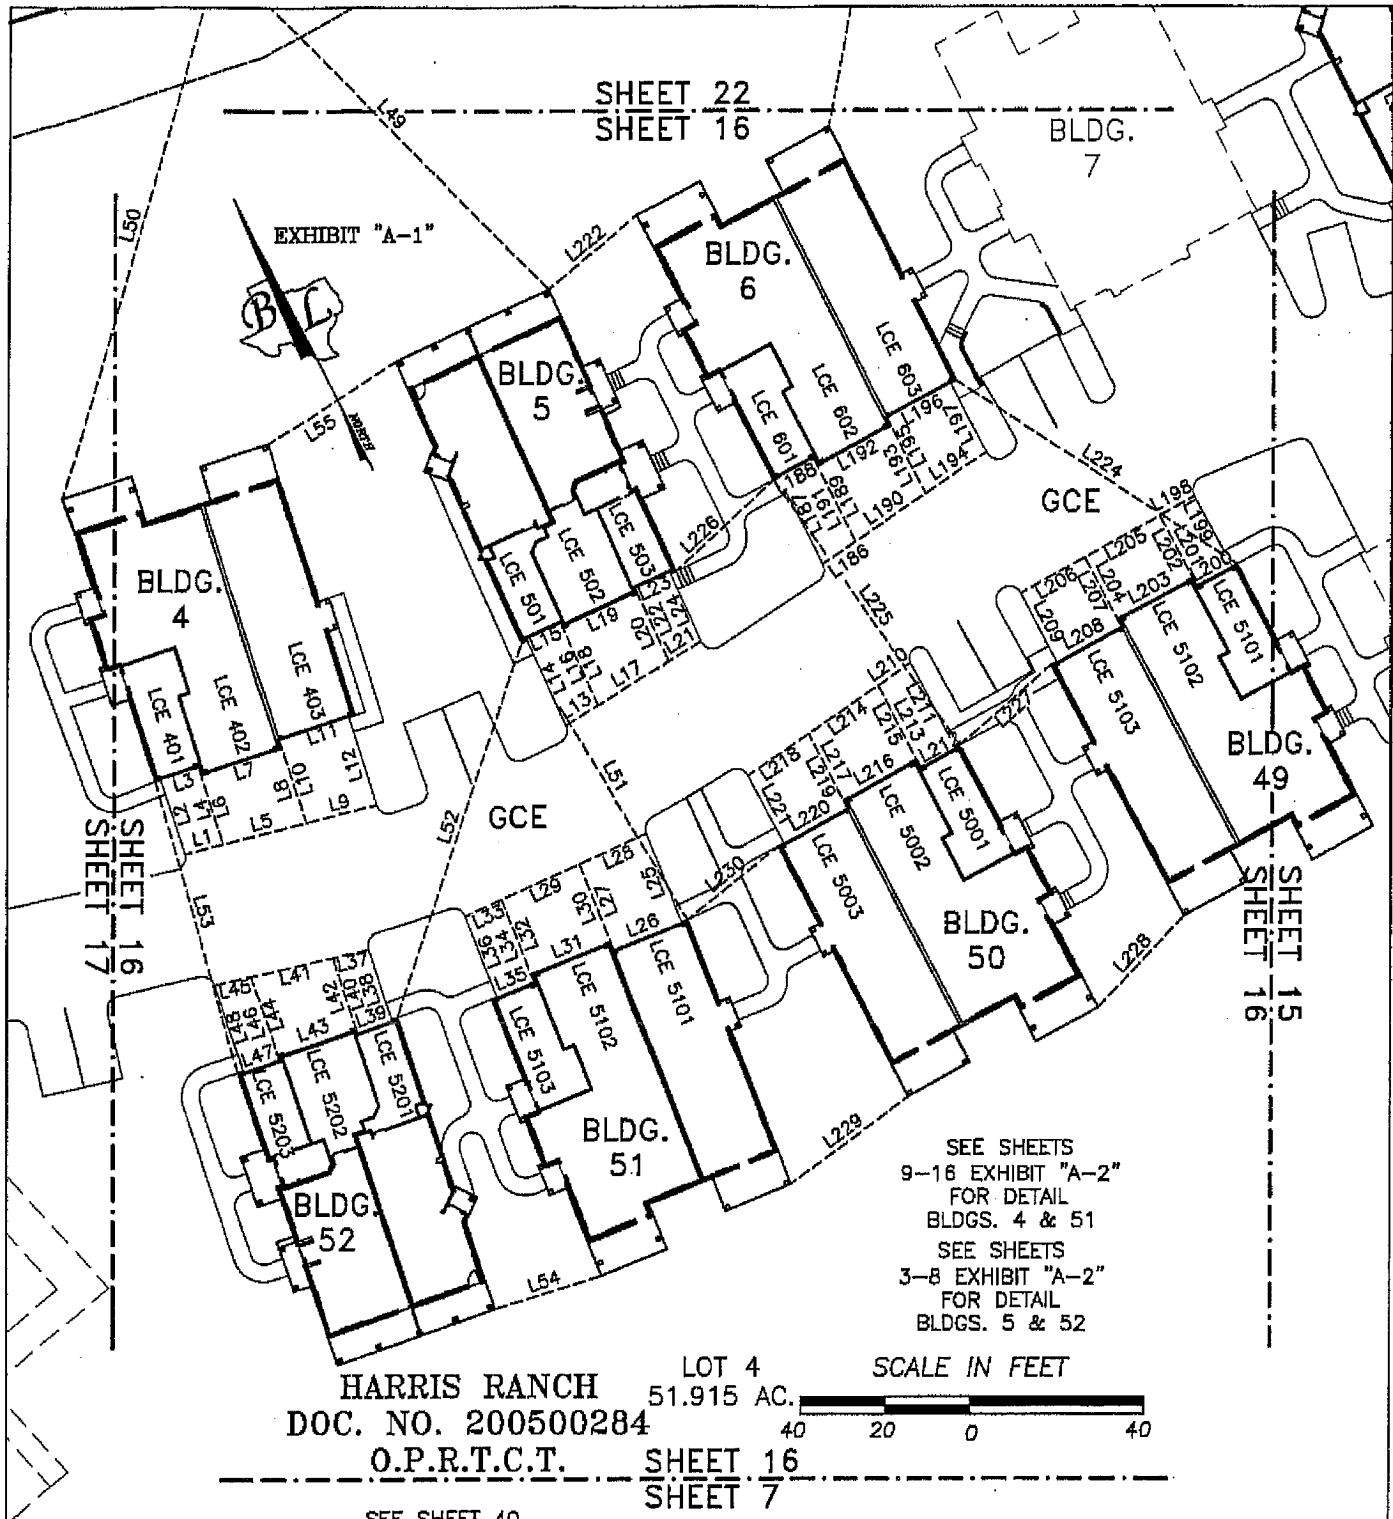 SHEET 22
SHEET 16
L49
L50
EXHIBIT "A-1"
B L
NORTH
L222
BLDG.
7
BLDG.
6
LCE 603
LCE 602
LCE 601
BLDG.
5
L55
LCE 501
LCE 502
LCE 503
L226
L196
L197
L192
L195
L193
L194
L188
L189
L191
L187
L190
L186
L224
GCE
L198
L199
L205
L201
L202
L200
L206
L204
L203
L207
L209
L208
L225
BLDG.
4
LCE 403
LCE 402
LCE 401
L23
L24
L22
L20
L21
L19
L15
L18
L16
L14
L17
L13
LCE 5101
LCE 5102
LCE 5103
BLDG.
49
L210
L211
L213
L215
L214
L212
L227
L218
L217
L219
L216
L221
L220
L11
L12
L10
L8
L9
L7
L3
L6
L4
L2
L5
L1
L51
L52
GCE
L53
SHEET 16
SHEET 17
SHEET 15
SHEET 16
L28
L25
L27
L29
L30
L26
L33
L32
L34
L36
L31
L35
L230
LCE 5001
LCE 5002
LCE 5003
BLDG.
50
L228
L37
L41
L45
L38
L40
L42
L44
L46
L48
L39
L43
L47
LCE 5101
LCE 5102
LCE 5103
BLDG.
51
L229
LCE 5201
LCE 5202
LCE 5203
BLDG.
52
L54
SEE SHEETS
9-16 EXHIBIT "A-2"
FOR DETAIL
BLDGS. 4 & 51
SEE SHEETS
3-8 EXHIBIT "A-2"
FOR DETAIL
BLDGS. 5 & 52
HARRIS RANCH
DOC. NO. 200500284
O.P.R.T.C.T.
LOT 4
51.915 AC.
SCALE IN FEET
40 20 0 40
SHEET 16
SHEET 7
SEE SHEET 40